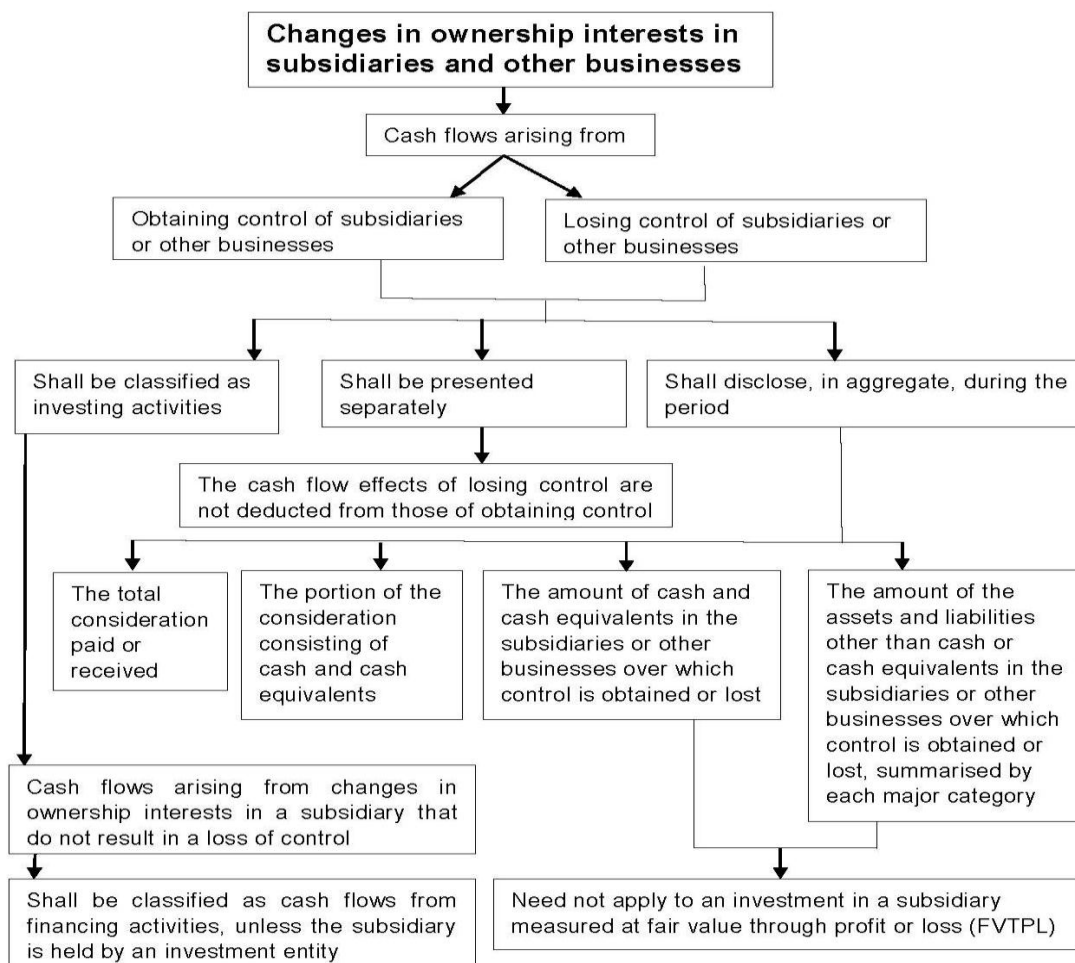 Changes in ownership interests in
subsidiaries and other businesses
Cash flows arising from
Obtaining control of subsidiaries
or other businesses
Losing control of subsidiaries or
other businesses
Shall be classified as
investing activities
Shall be presented
separately
Shall disclose, in aggregate, during the
period
The cash flow effects of losing control are
not deducted from those of obtaining control
The total
consideration
paid or
received
The portion of the
consideration
consisting of
cash and cash
equivalents
The amount of cash and
cash equivalents in the
subsidiaries or other
businesses over which
control is obtained or lost
The amount of the
assets and liabilities
other than cash or
cash equivalents in the
subsidiaries or other
businesses over which
control is obtained or
lost, summarised by
each major category
Cash flows arising from changes in
ownership interests in a subsidiary that
do not result in a loss of control
Shall be classified as cash flows from
financing activities, unless the subsidiary
is held by an investment entity
Need not apply to an investment in a subsidiary
measured at fair value through profit or loss (FVTPL)